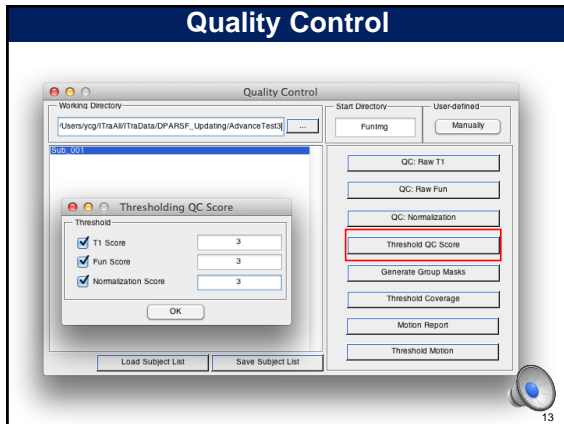 Quality Control
Quality Control
Working Directory
/Users/ycg/ITraAll/ITraData/DPARSF_Updating/AdvanceTest3
...
Start Directory
FunImg
User-defined
Manually
Sub_001
QC: Raw T1
QC: Raw Fun
QC: Normalization
Threshold QC Score
Generate Group Masks
Threshold Coverage
Motion Report
Threshold Motion
Thresholding QC Score
Threshold
T1 Score 3
Fun Score 3
Normalization Score 3
OK
Load Subject List
Save Subject List
13